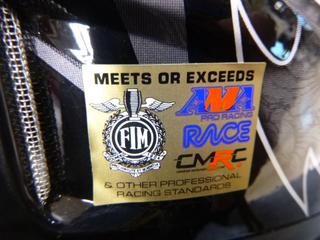 MEETS OR EXCEEDS
AMA
PRO RACING
FIM
RACE
CMRC
& OTHER PROFESSIONAL
RACING STANDARDS